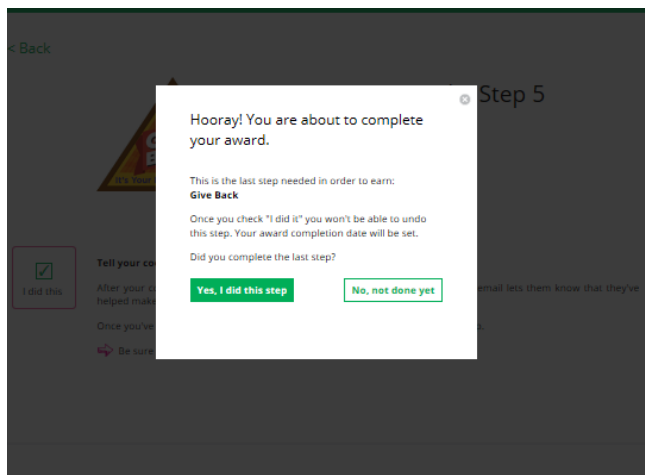 < Back
Step 5
It's Your
Hooray! You are about to complete
your award.
This is the last step needed in order to earn:
Give Back
Once you check "I did it" you won't be able to undo
this step. Your award completion date will be set.
Did you complete the last step?
Yes, I did this step
No, not done yet
I did this
Tell your
After your
email lets them know that they've
helped make
Once you've
Be sure